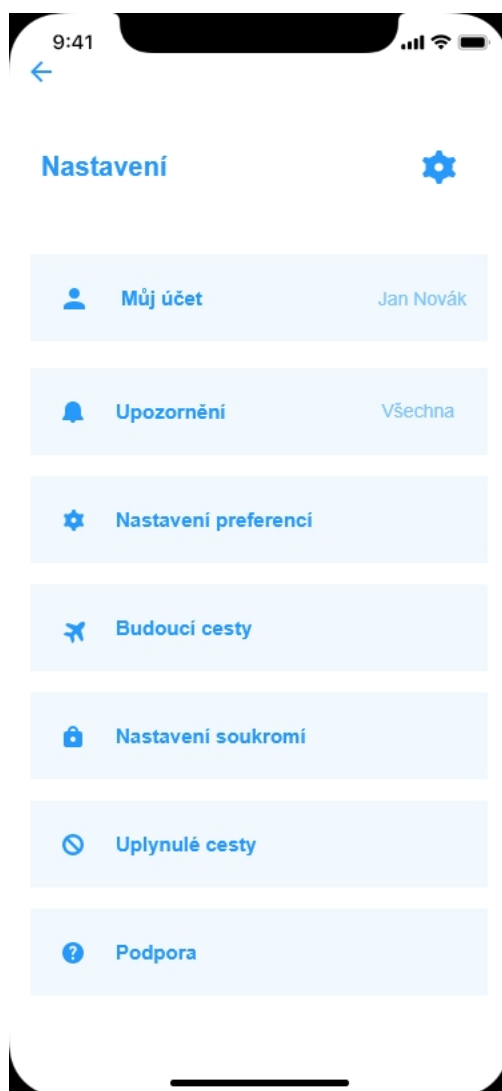 9:41
Nastavení
Můj účet Jan Novák
Upozornění Všechna
Nastavení preferencí
Budoucí cesty
Nastavení soukromí
Uplynulé cesty
Podpora